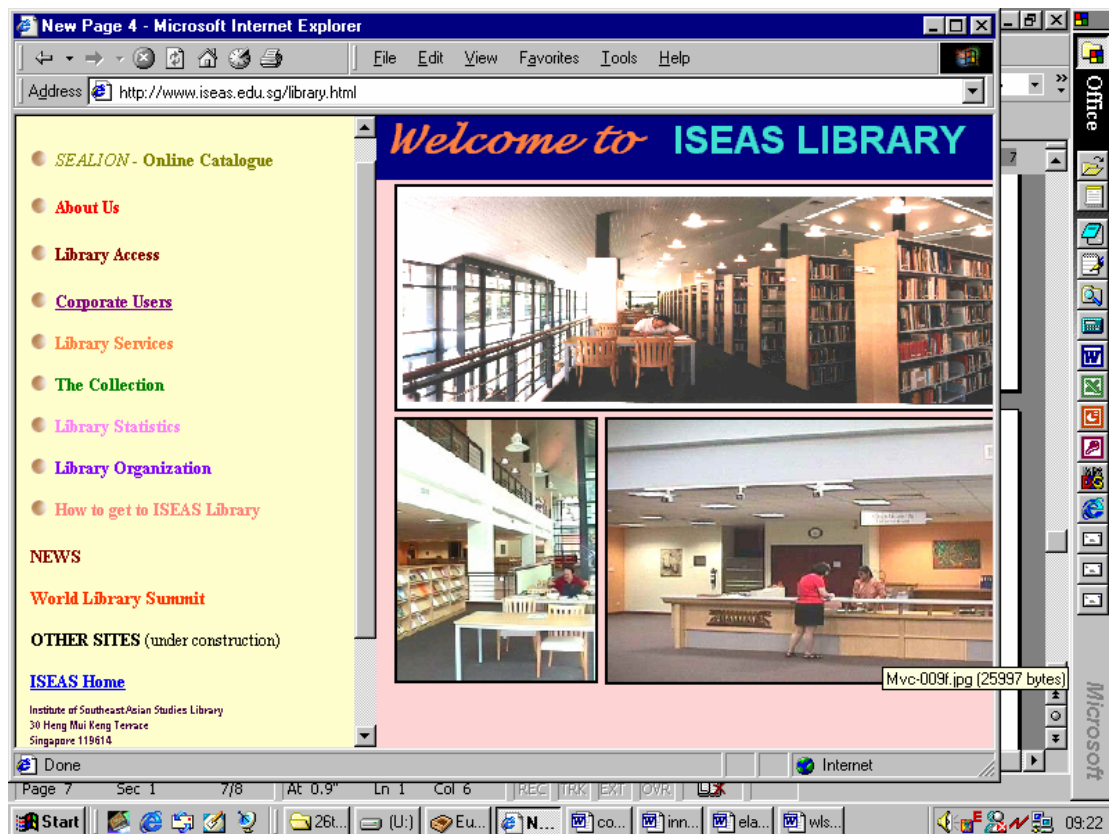 New Page 4 - Microsoft Internet Explorer
File Edit View Favorites Tools Help
Address http://www.iseas.edu.sg/library.html
SEALION - Online Catalogue
About Us
Library Access
Corporate Users
Library Services
The Collection
Library Statistics
Library Organization
How to get to ISEAS Library
NEWS
World Library Summit
OTHER SITES (under construction)
ISEAS Home
Institute of Southeast Asian Studies Library
30 Heng Mui Keng Terrace
Singapore 119614
Welcome to ISEAS LIBRARY
Mvc-009f.jpg (25997 bytes)
Done
Internet
7
Office
Microsoft
Page 7 Sec 1 7/8 At 0.9" Ln 1 Col 6 REC TRK EXT OVR
Start 26t... (U:) Eu... N... co... inn... ela... wls... 09:22